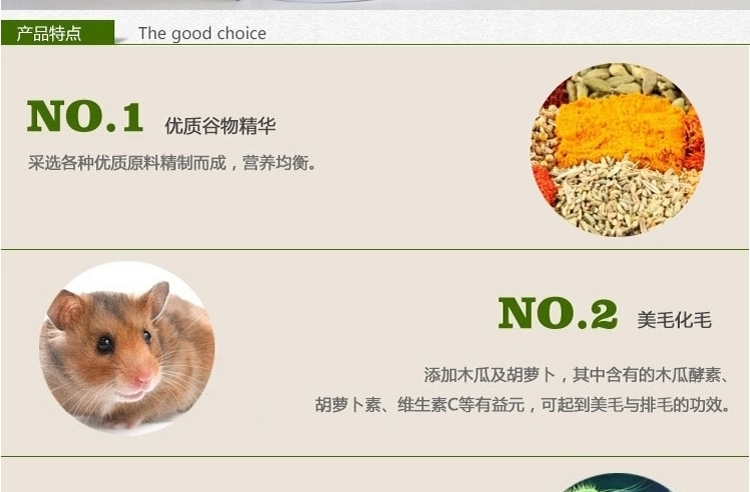 产品特点 The good choice
NO.1 优质谷物精华
采选各种优质原料精制而成，营养均衡。
NO.2 美毛化毛
添加木瓜及胡萝卜，其中含有的木瓜酵素、
胡萝卜素、维生素C等有益元，可起到美毛与排毛的功效。